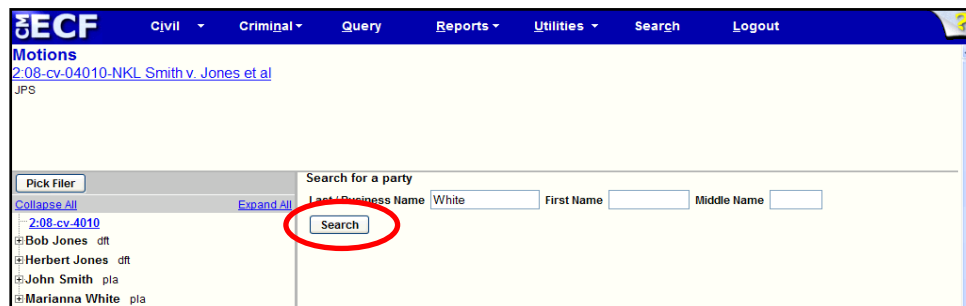 CM ECF Civil Criminal Query Reports Utilities Search Logout ?
Motions
2:08-cv-04010-NKL Smith v. Jones et al
JPS
Pick Filer
Collapse All Expand All
2:08-cv-4010
Bob Jones dft
Herbert Jones dft
John Smith pla
Marianna White pla
Search for a party
Last / Business Name White First Name Middle Name
Search